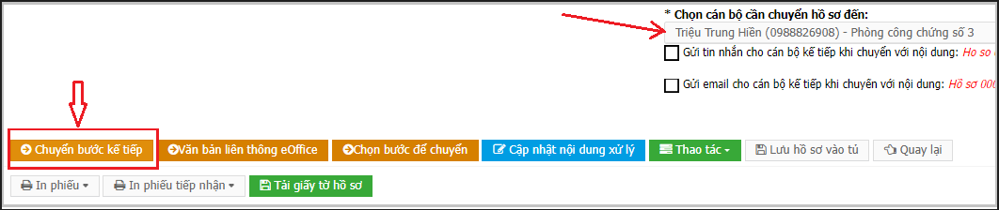 * Chọn cán bộ cần chuyển hồ sơ đến:
Triệu Trung Hiền (0988826908) - Phòng công chứng số 3
Gửi tin nhắn cho cán bộ kế tiếp khi chuyển với nội dung: Ho so
Gửi email cho cán bộ kế tiếp khi chuyển với nội dung: Hồ sơ 000
Chuyển bước kế tiếp Văn bản liên thông eOffice Chọn bước để chuyển Cập nhật nội dung xử lý Thao tác Lưu hồ sơ vào tủ Quay lại
In phiếu In phiếu tiếp nhận Tải giấy tờ hồ sơ